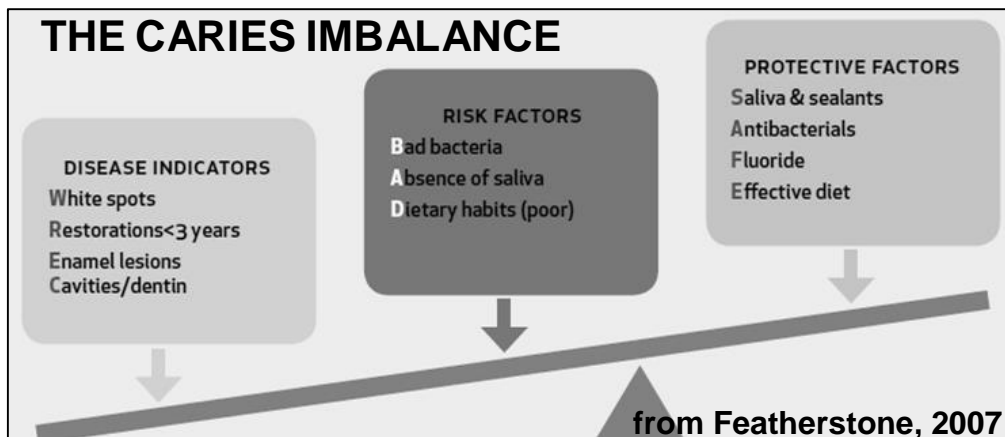 THE CARIES IMBALANCE
DISEASE INDICATORS
White spots
Restorations<3 years
Enamel lesions
Cavities/dentin
RISK FACTORS
Bad bacteria
Absence of saliva
Dietary habits (poor)
PROTECTIVE FACTORS
Saliva & sealants
Antibacterials
Fluoride
Effective diet
from Featherstone, 2007